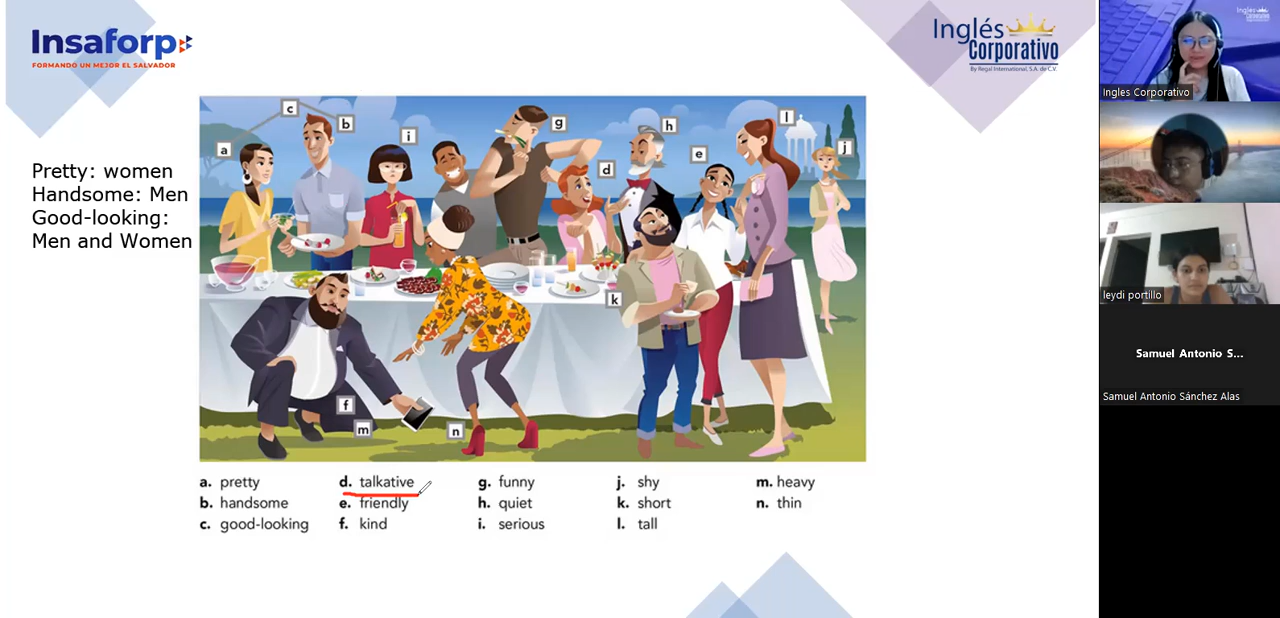 Insaforp
FORMANDO UN MEJOR EL SALVADOR
Inglés
Corporativo
By Regal International, S.A. de C.V.
Pretty: women
Handsome: Men
Good-looking:
Men and Women
a
c
b
i
g
d
h
e
l
j
k
f
m
n
a. pretty
b. handsome
c. good-looking
d. talkative
e. friendly
f. kind
g. funny
h. quiet
i. serious
j. shy
k. short
l. tall
m. heavy
n. thin
Inglés
Corporativo
Ingles Corporativo
leydi portillo
Samuel Antonio S...
Samuel Antonio Sánchez Alas